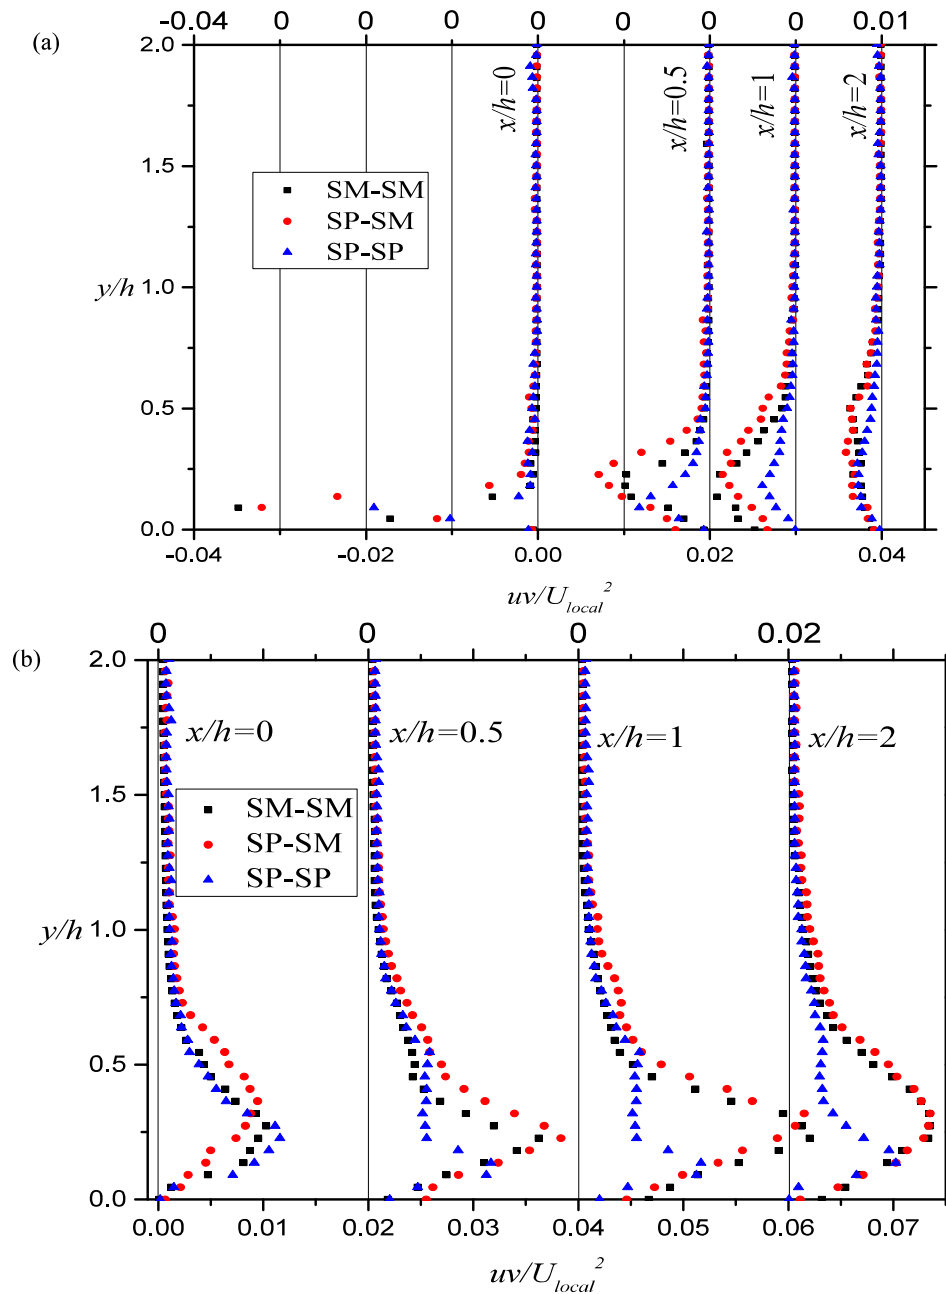 -0.04 0 0 0 0 0 0 0 0.01
(a)
2.0
x/h=0
x/h=0.5
x/h=1
x/h=2
1.5
SM-SM
SP-SM
SP-SP
y/h
1.0
0.5
0.0
-0.04 -0.02 0.00 0.02 0.04
uv/U_local^2
0 0 0 0.02
(b)
2.0
x/h=0 x/h=0.5 x/h=1 x/h=2
1.5
SM-SM
SP-SM
SP-SP
1.0
y/h
0.5
0.0
0.00 0.01 0.02 0.03 0.04 0.05 0.06 0.07
uv/U_local^2